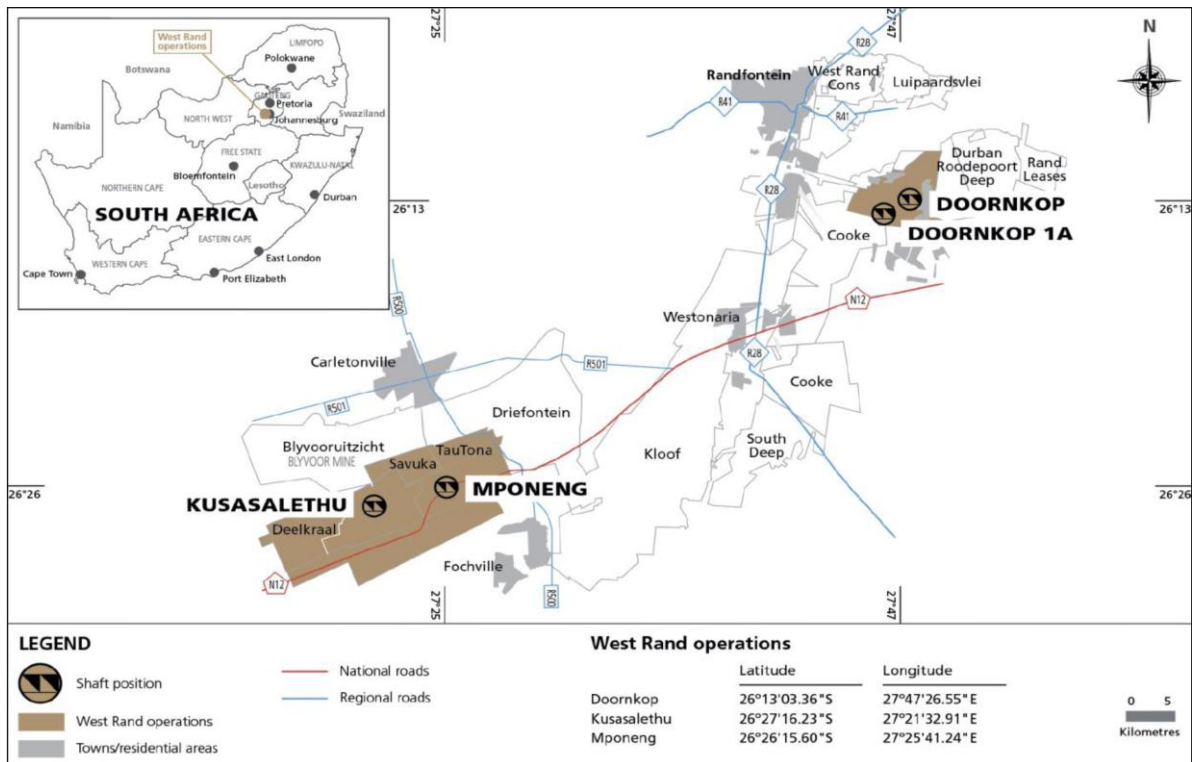 West Rand
operations
LIMPOPO
Polokwane
Botswana
GAUTENG
Pretoria
Johannesburg
NORTH WEST
Swaziland
Namibia
FREE STATE
KWAZULU-NATAL
Bloemfontein
Lesotho
NORTHERN CAPE
Durban
SOUTH AFRICA
EASTERN CAPE
WESTERN CAPE
East London
Cape Town
Port Elizabeth
27°25
27°47
N
R28
Randfontein
West Rand
Cons
Luipaardsvlei
R41
R41
Durban
Roodepoort
Deep
Rand
Leases
R28
26°13
26°13
DOORNKOP
Cooke
DOORNKOP 1A
R500
N12
Westonaria
R28
Carletonville
R501
R501
Cooke
Driefontein
Blyvooruitzicht
BLYVOOR MINE
TauTona
Savuka
Kloof
South
Deep
26°26
26°26
KUSASALETHU
MPONENG
Deelkraal
Fochville
N12
R500
27°25
27°47
LEGEND
Shaft position
West Rand operations
Towns/residential areas
National roads
Regional roads
West Rand operations
Latitude Longitude
Doornkop 26°13'03.36"S 27°47'26.55"E
Kusasalethu 26°27'16.23"S 27°21'32.91"E
Mponeng 26°26'15.60"S 27°25'41.24"E
0 5
Kilometres